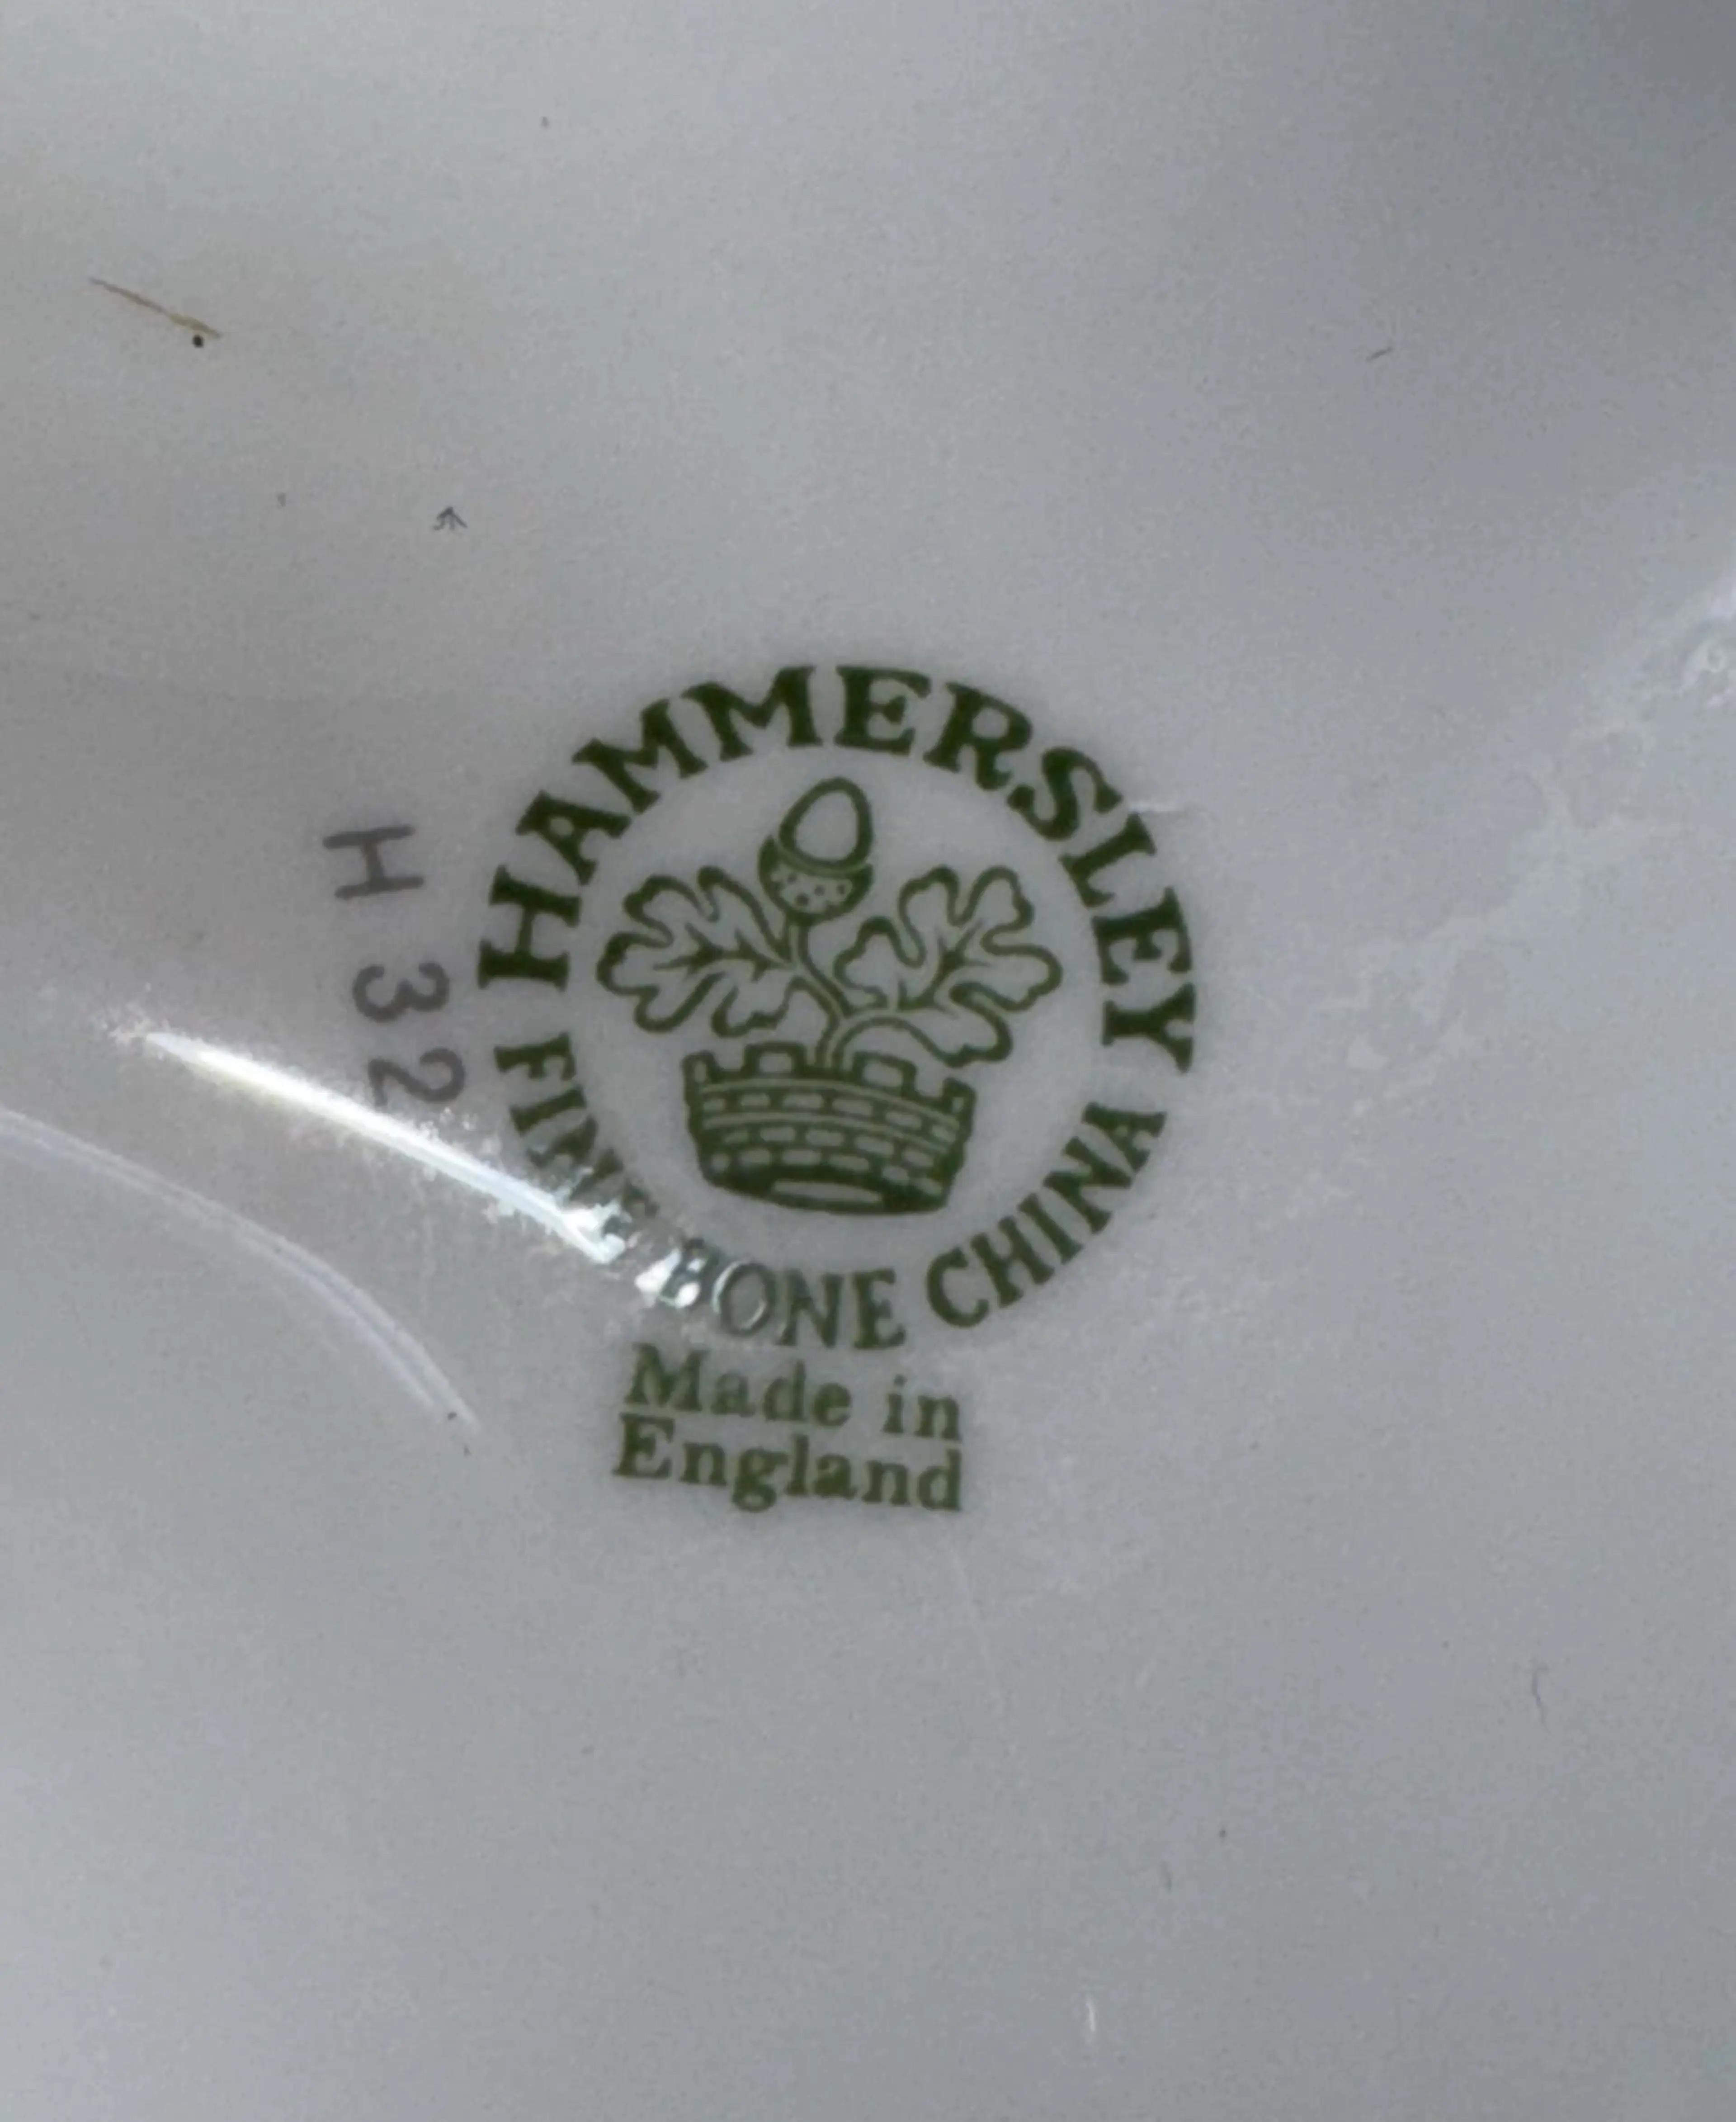 HAMMERSLEY
FINE BONE CHINA
Made in
England
H 32